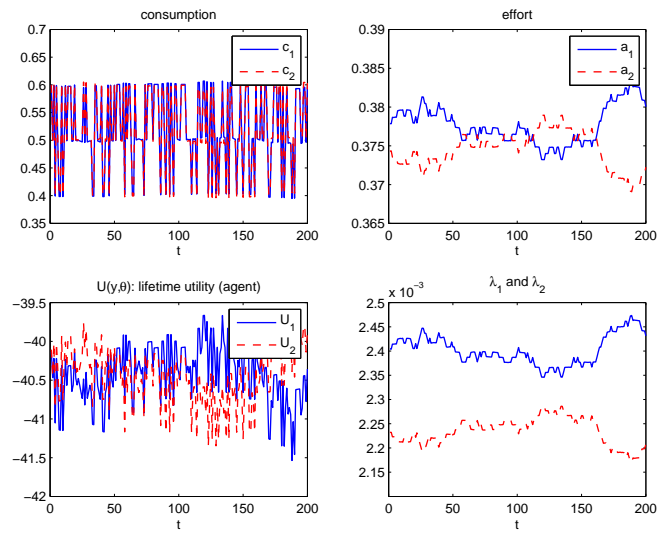 consumption
0.7
0.65
0.6
0.55
0.5
0.45
0.4
0.35
0 50 100 150 200
t
c1
c2
effort
0.39
0.385
0.38
0.375
0.37
0.365
0 50 100 150 200
t
a1
a2
U(y,θ): lifetime utility (agent)
−39.5
−40
−40.5
−41
−41.5
−42
0 50 100 150 200
t
U1
U2
λ1 and λ2
x 10−3
2.5
2.45
2.4
2.35
2.3
2.25
2.2
2.15
0 50 100 150 200
t